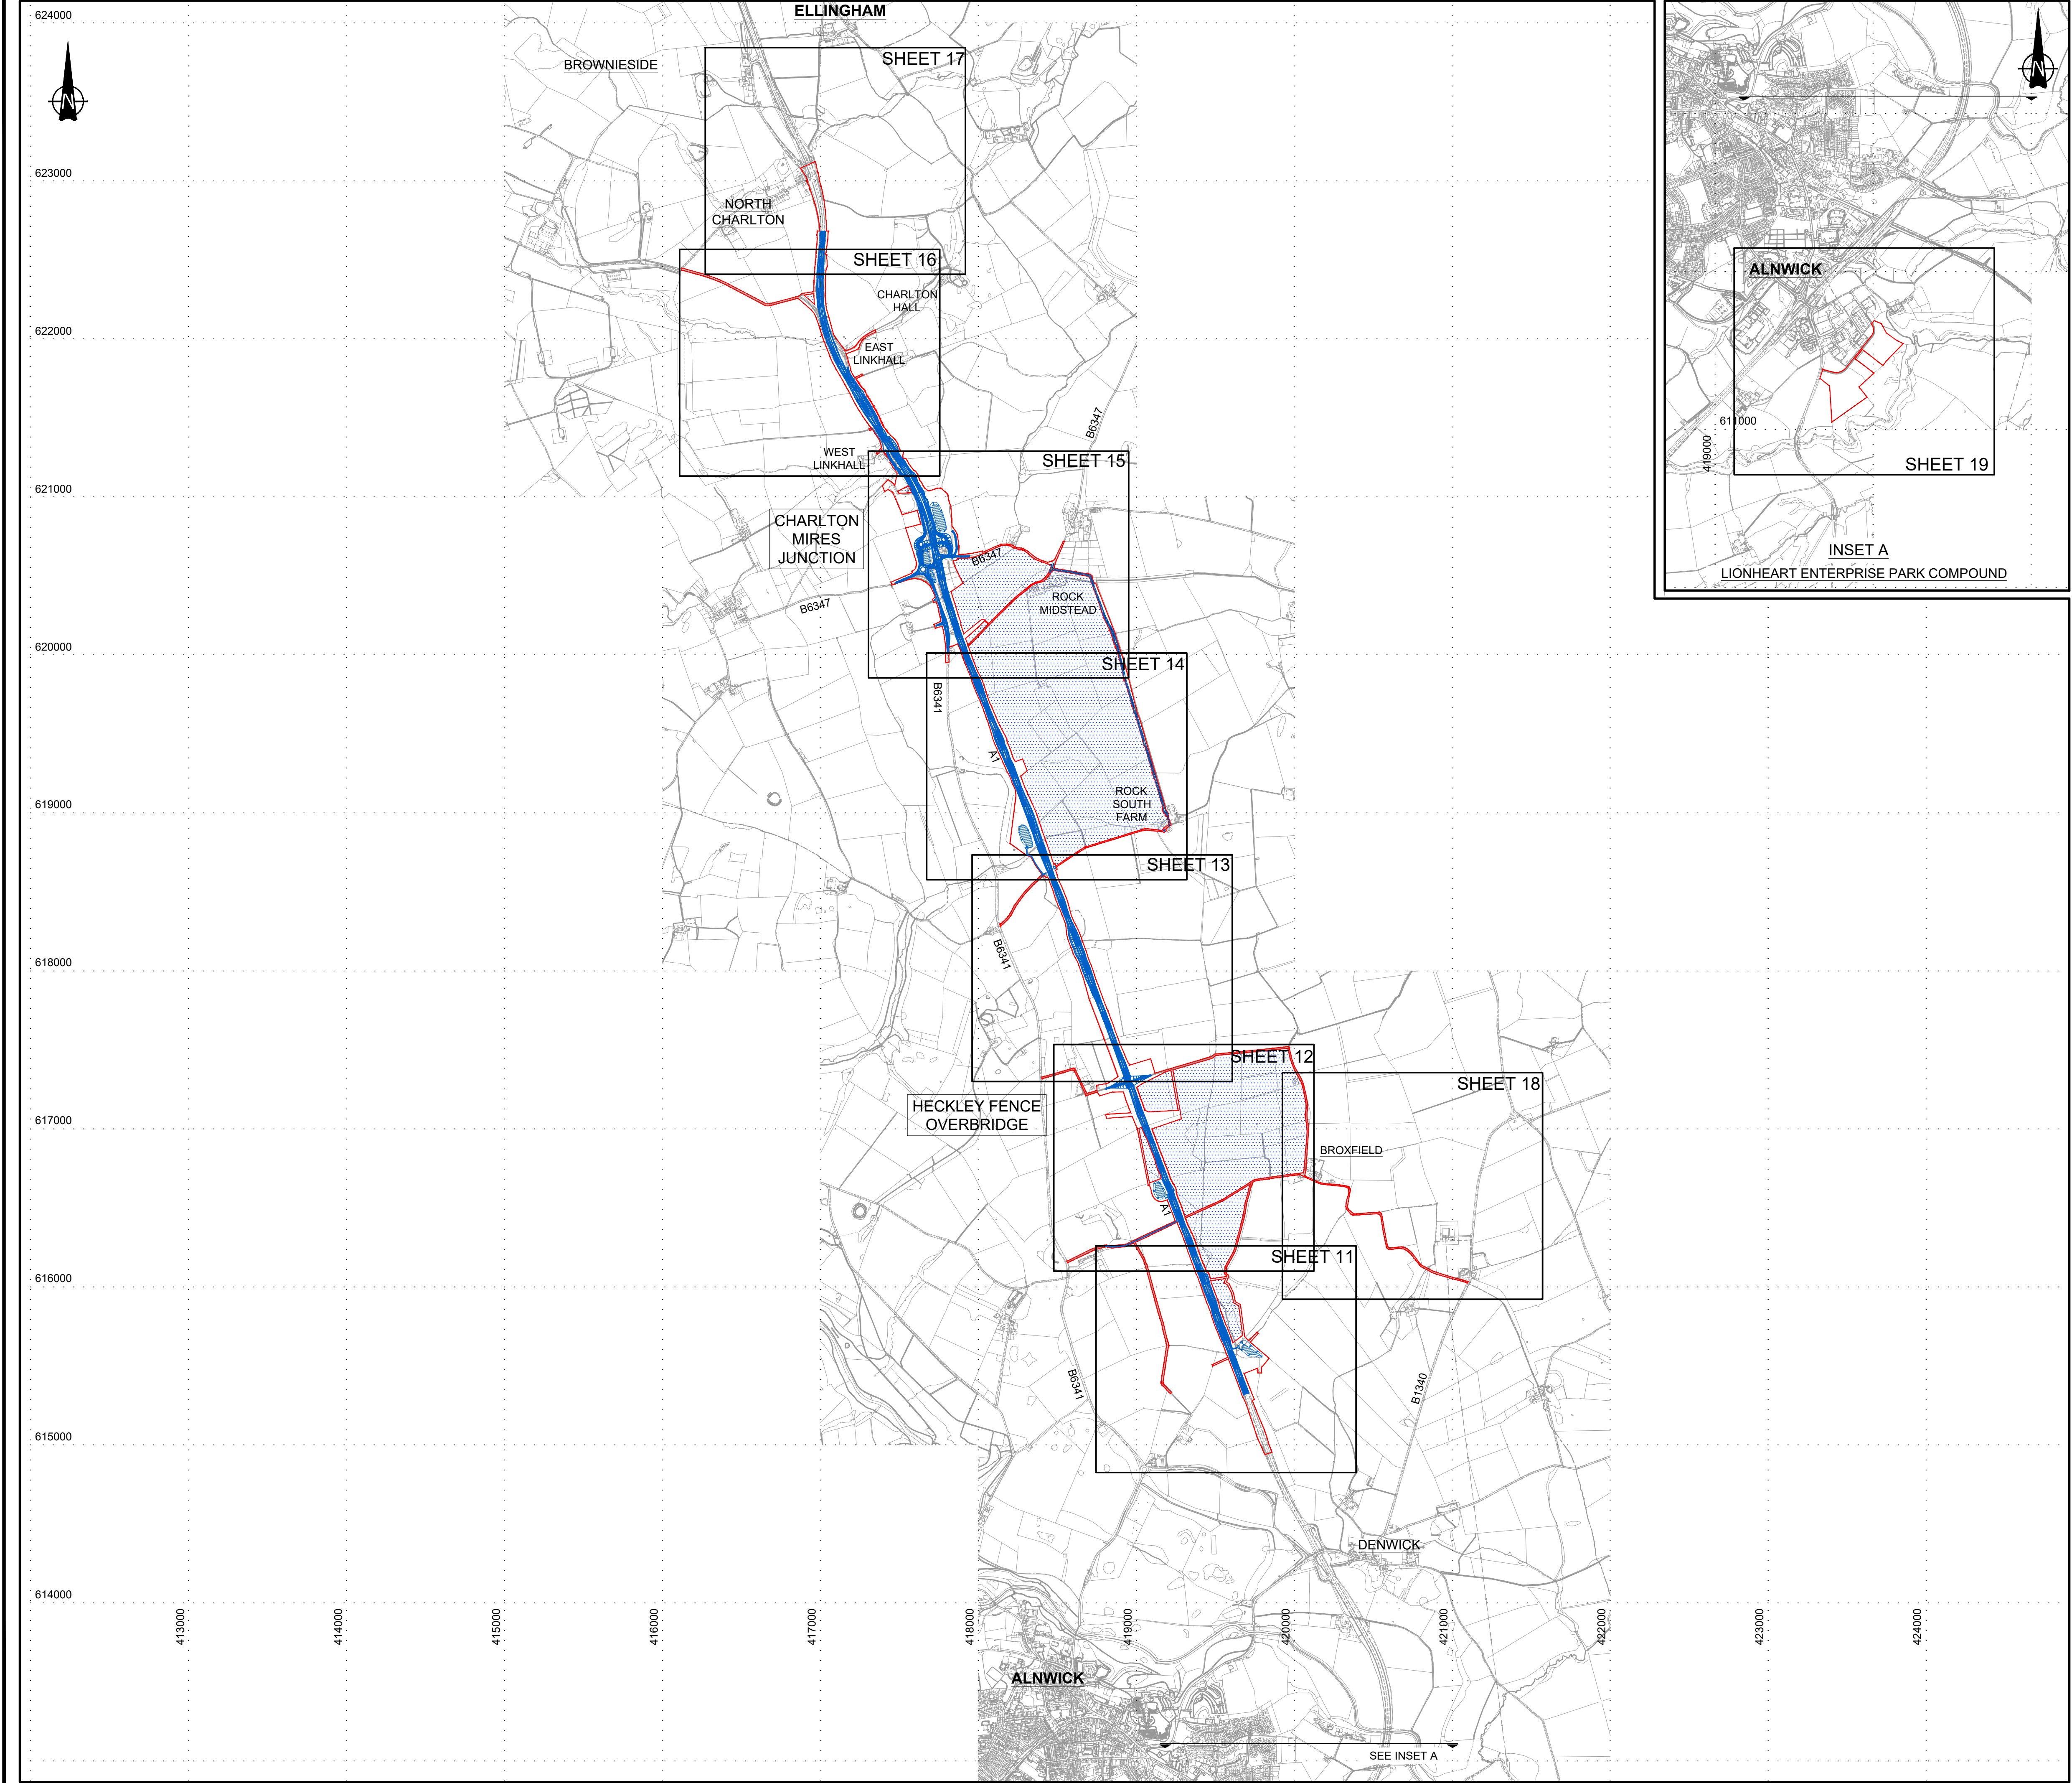 624000
ELLINGHAM
BROWNIESIDE
SHEET 17
N
N
623000
NORTH
CHARLTON
SHEET 16
CHARLTON
HALL
622000
EAST
LINKHALL
B6347
WEST
LINKHALL
SHEET 15
621000
CHARLTON
MIRES
JUNCTION
B6347
ROCK
MIDSTEAD
B6347
620000
SHEET 14
B6341
A1
619000
ROCK
SOUTH
FARM
SHEET 13
618000
B6341
SHEET 12
SHEET 18
617000
HECKLEY FENCE
OVERBRIDGE
BROXFIELD
A1
616000
SHEET 11
B6341
B1340
615000
DENWICK
614000
413000
414000
415000
416000
417000
418000
419000
420000
421000
422000
423000
424000
ALNWICK
SEE INSET A
ALNWICK
611000
419000
SHEET 19
INSET A
LIONHEART ENTERPRISE PARK COMPOUND